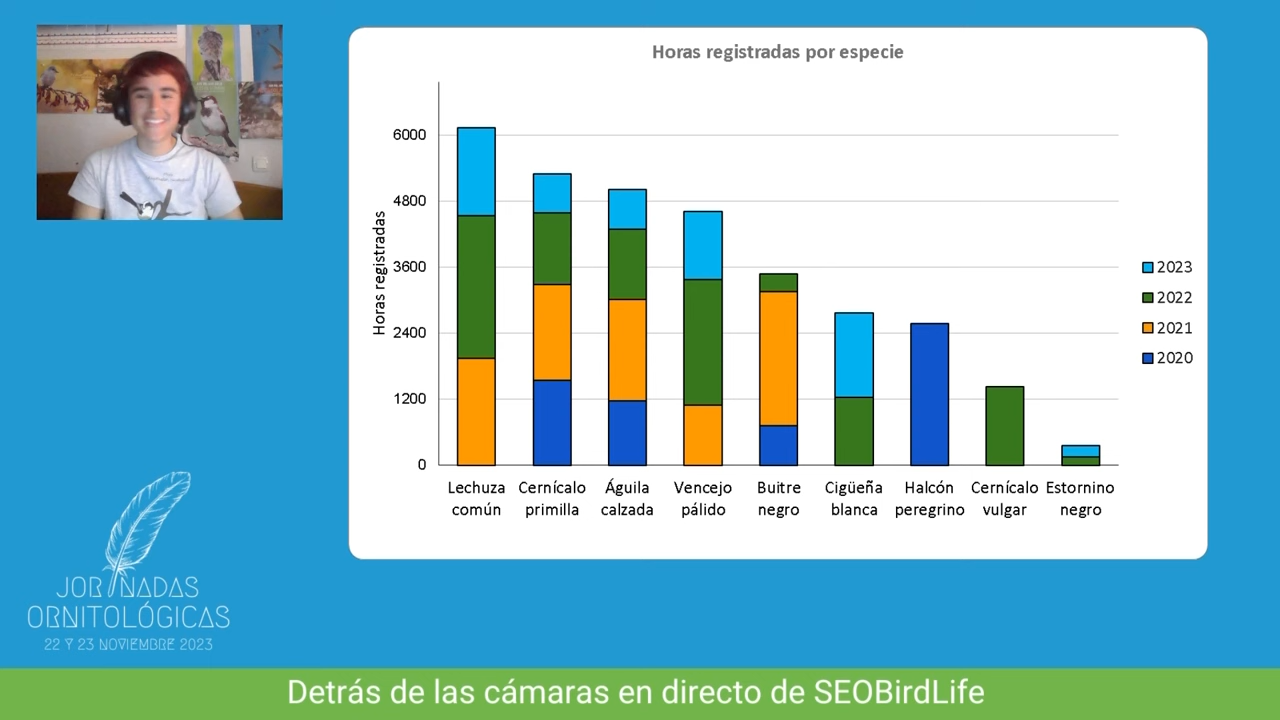 Horas registradas por especie
Horas registradas
6000
4800
3600
2400
1200
0
Lechuza común
Cernícalo primilla
Águila calzada
Vencejo pálido
Buitre negro
Cigüeña blanca
Halcón peregrino
Cernícalo vulgar
Estornino negro
2023
2022
2021
2020
JORNADAS
ORNITOLÓGICAS
22 Y 23 NOVIEMBRE 2023
Detrás de las cámaras en directo de SEOBirdLife